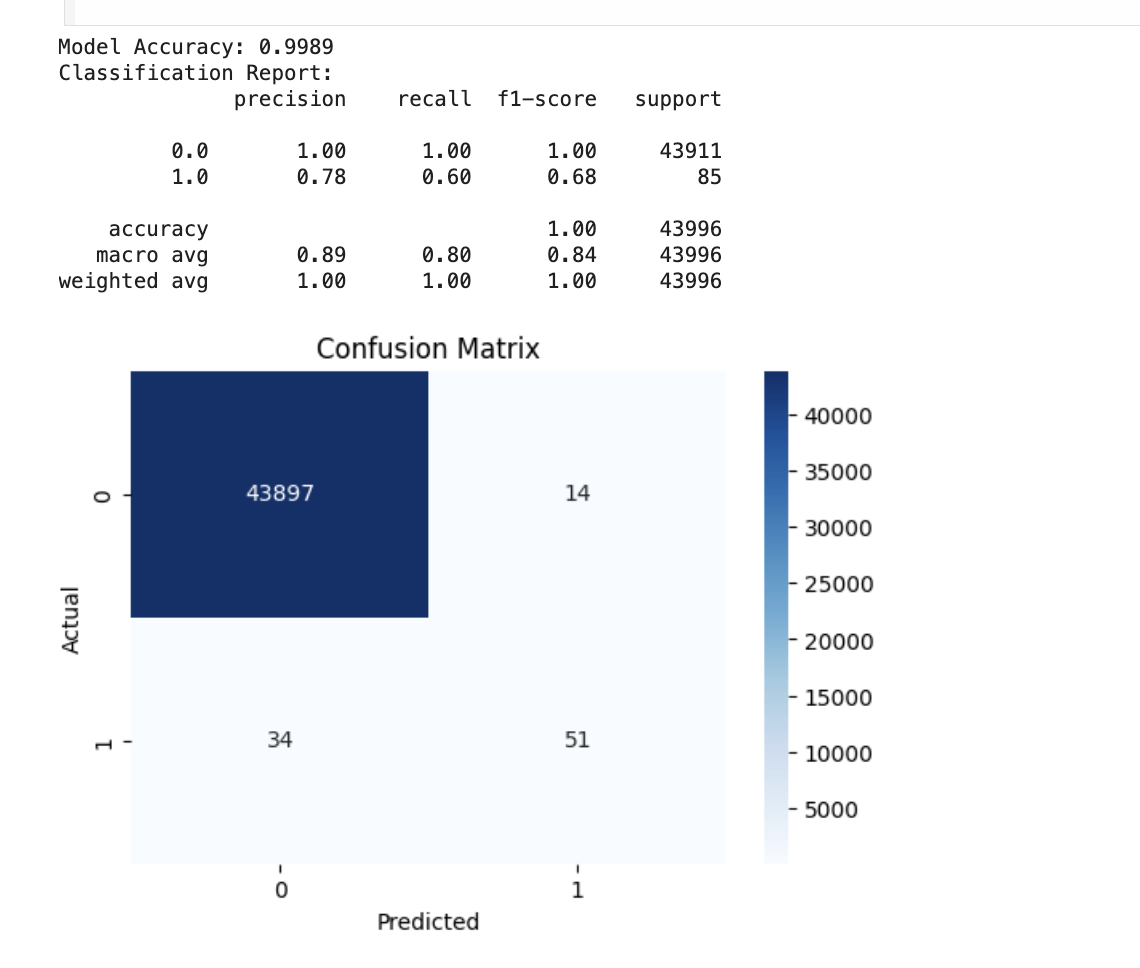 Model Accuracy: 0.9989
Classification Report:
precision recall f1-score support
0.0 1.00 1.00 1.00 43911
1.0 0.78 0.60 0.68 85
accuracy 1.00 43996
macro avg 0.89 0.80 0.84 43996
weighted avg 1.00 1.00 1.00 43996
Confusion Matrix
43897 14
34 51
0
1
Actual
0 1
Predicted
40000
35000
30000
25000
20000
15000
10000
5000